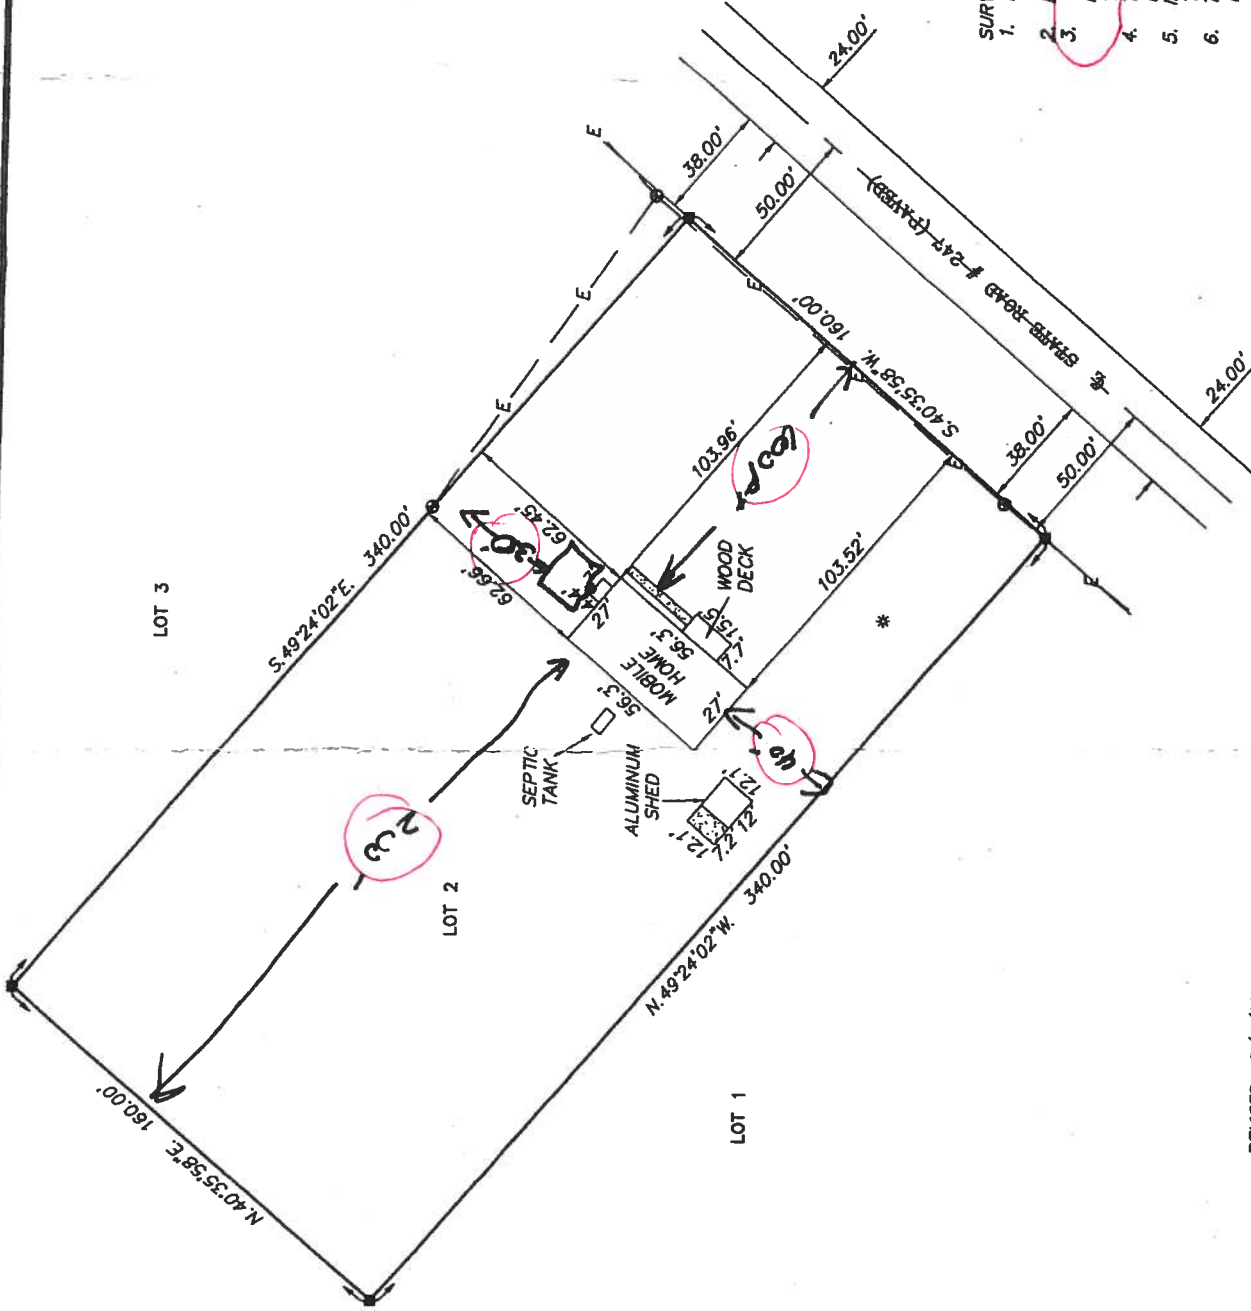 SURV
1.
2.
3.
4.
5.
6.
24.00'
E
38.00'
50.00'
STATE ROAD # 247 (PAVED)
LOT 3
S.49°24'02"E. 340.00'
E
E
E
160.00'
S.40°35'58"W.
E
E
E
38.00'
50.00'
24.00'
62.45'
62.66'
30'
103.96'
27'
56.3'
MOBILE
HOME
56.3'
27'
WOOD
DECK
15.5'
7.7'
103.52'
*
SEPTIC
TANK
ALUMINUM
SHED
12.1'
12'
7.2'
12.1'
40
LOT 2
N.49°24'02"W. 340.00'
N.40°35'58"E. 160.00'
LOT 1